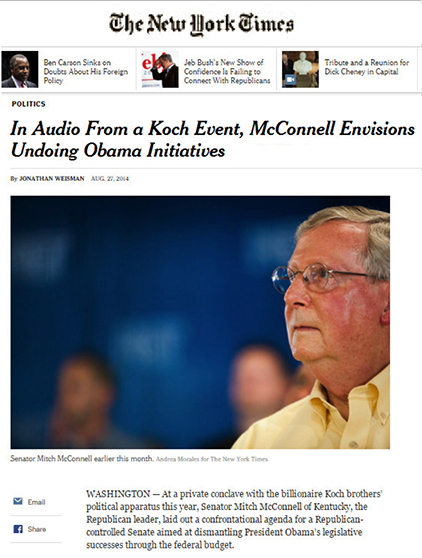 The New York Times
Ben Carson Sinks on
Doubts About His Foreign
Policy
Jeb Bush's New Show of
Confidence Is Failing to
Connect With Republicans
Tribute and a Reunion for
Dick Cheney in Capital
POLITICS
In Audio From a Koch Event, McConnell Envisions
Undoing Obama Initiatives
By JONATHAN WEISMAN AUG. 27, 2014
Senator Mitch McConnell earlier this month. Andrea Morales for The New York Times
Email
Share
WASHINGTON — At a private conclave with the billionaire Koch brothers'
political apparatus this year, Senator Mitch McConnell of Kentucky, the
Republican leader, laid out a confrontational agenda for a Republican-
controlled Senate aimed at dismantling President Obama's legislative
successes through the federal budget.